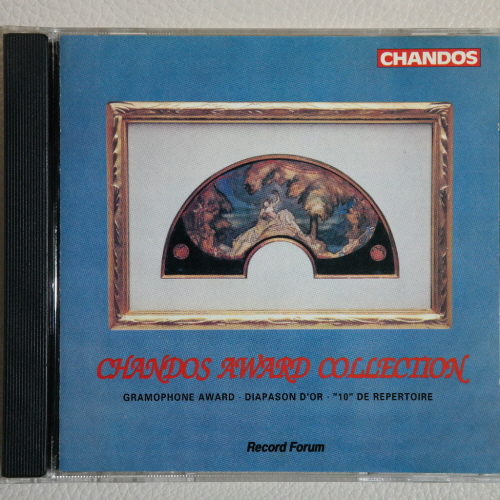 CHANDOS
CHANDOS AWARD COLLECTION
GRAMOPHONE AWARD · DIAPASON D'OR · "10" DE REPERTOIRE
Record Forum